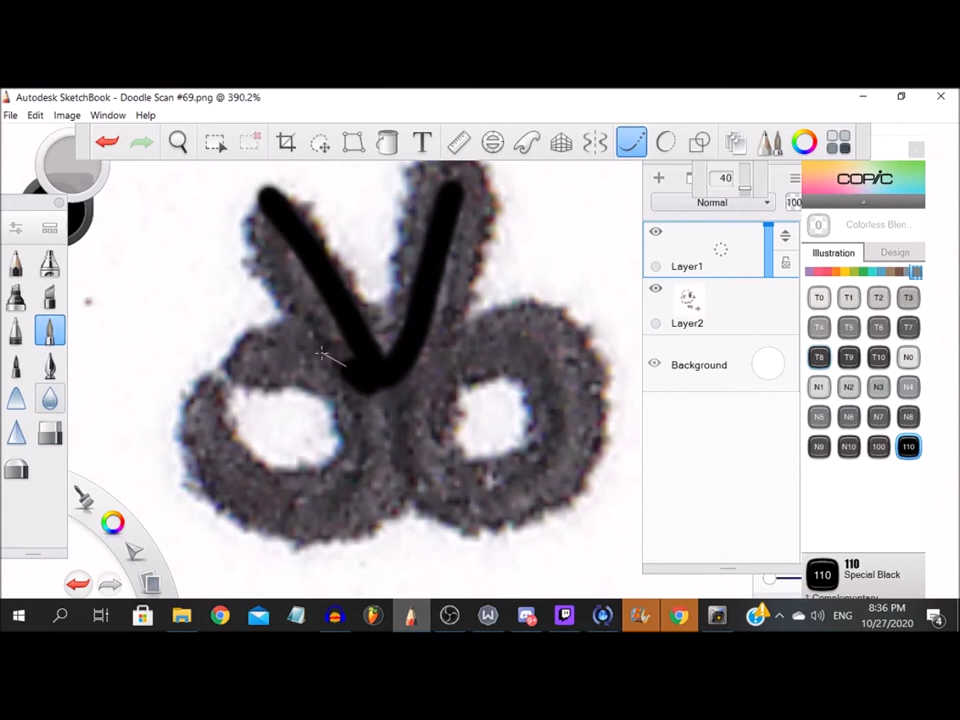 Autodesk SketchBook - Doodle Scan #69.png @ 390.2%
File Edit Image Window Help
T
40
Normal
100
Layer1
Layer2
Background
COPIC
0 Colorless Blen..
Illustration Design
T0 T1 T2 T3
T4 T5 T6 T7
T8 T9 T10 N0
N1 N2 N3 N4
N5 N6 N7 N8
N9 N10 100 110
110 110
Special Black
ENG
8:36 PM
10/27/2020
4